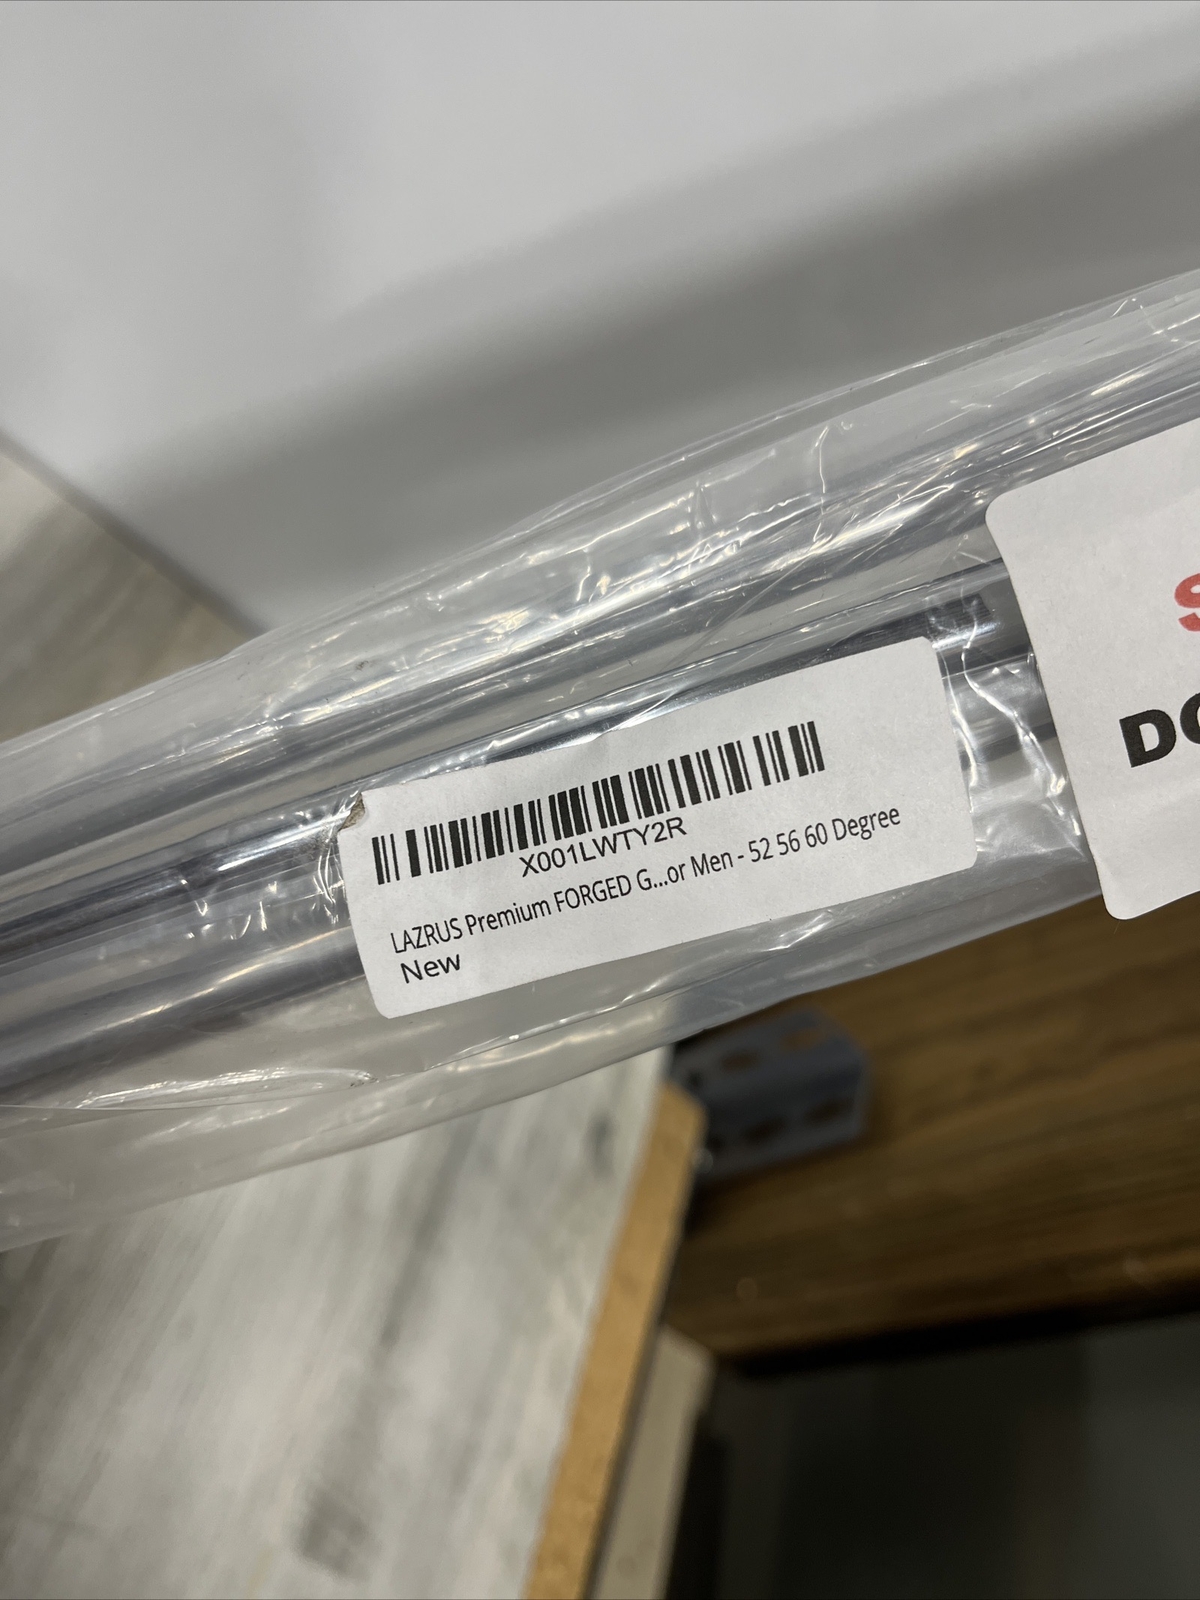 X001LWTY2R
LAZRUS Premium FORGED G...or Men - 52 56 60 Degree
New
S
DO